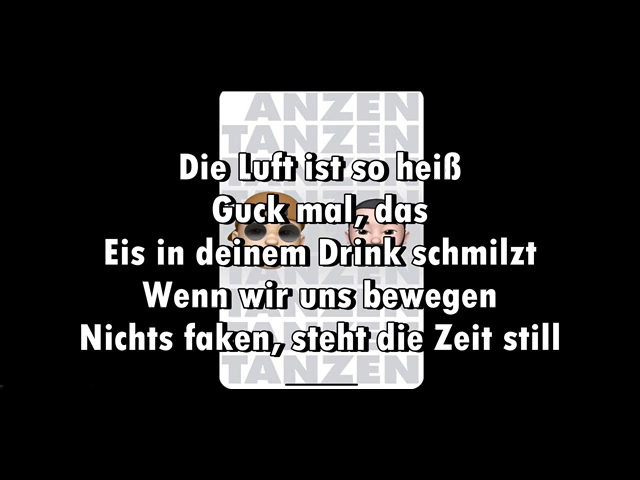 ANZEN
TANZEN
Die Luft ist so heiß
Guck mal, das
Eis in deinem Drink schmilzt
Wenn wir uns bewegen
Nichts faken, steht die Zeit still
TANZEN